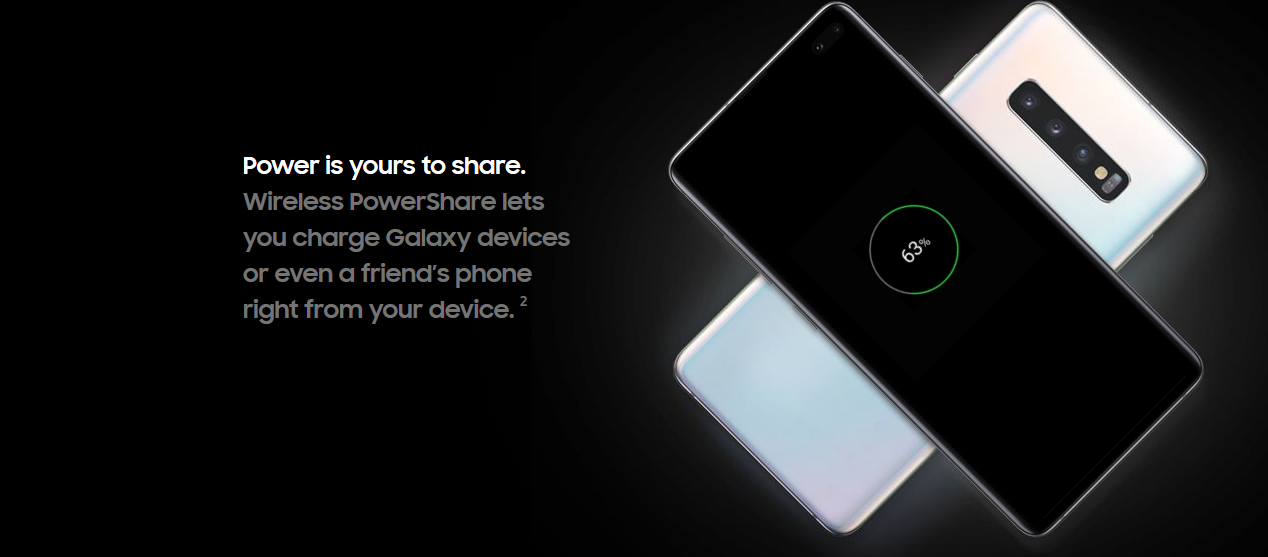 Power is yours to share.
Wireless PowerShare lets
you charge Galaxy devices
or even a friend's phone
right from your device. 2
63%